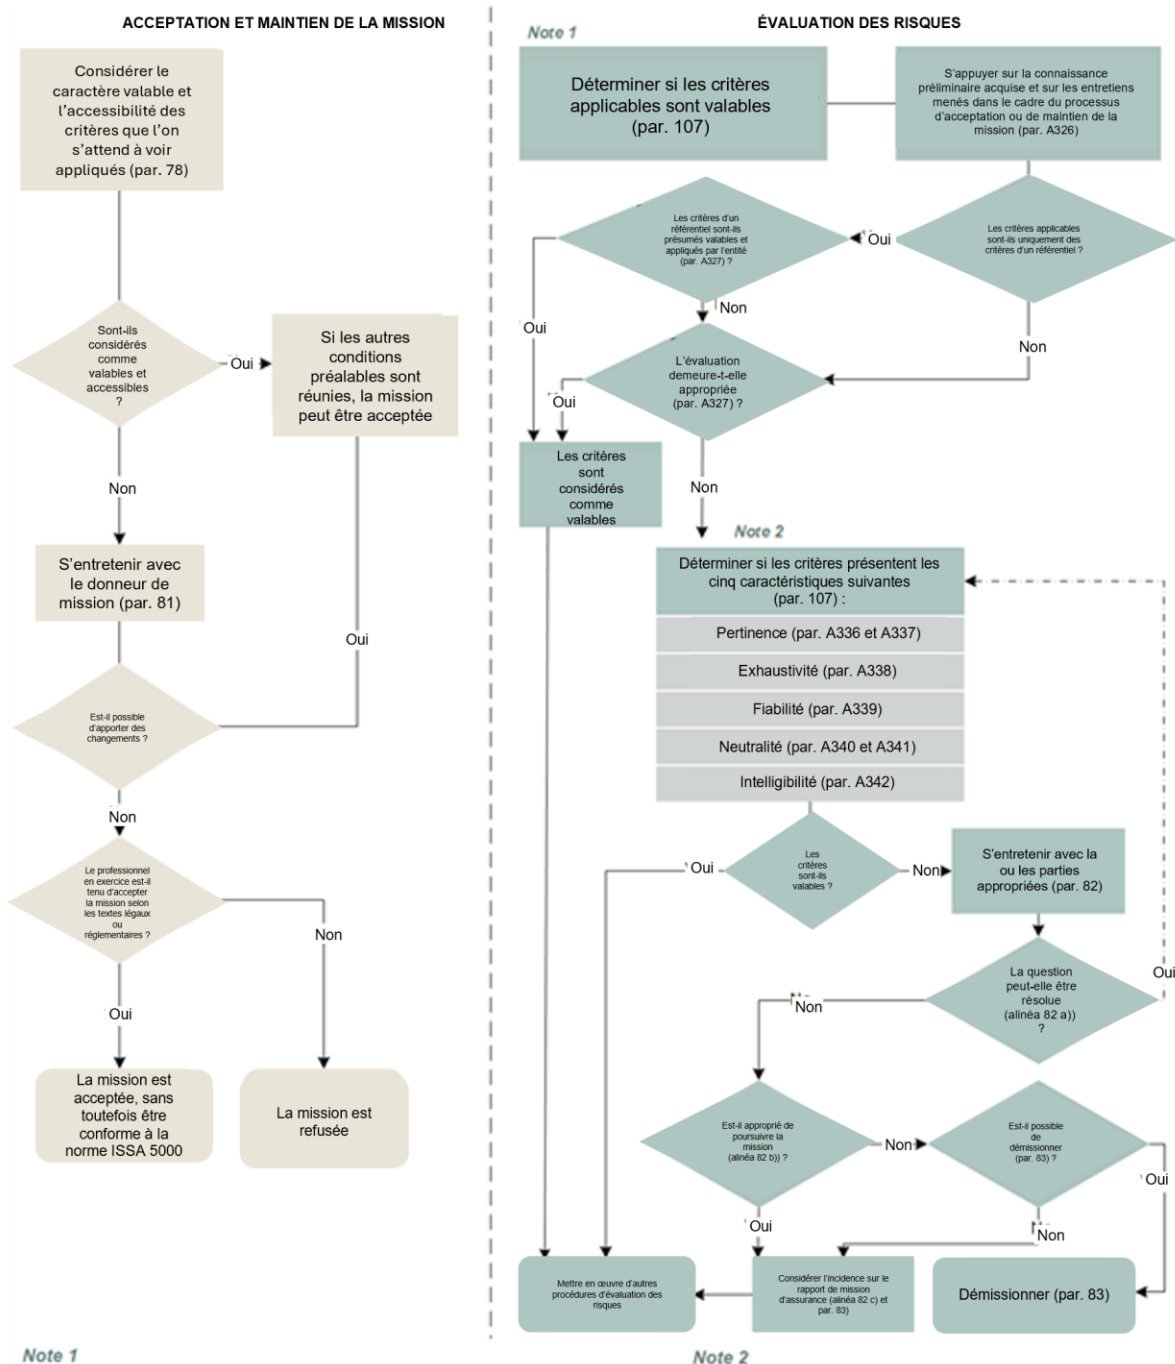 ACCEPTATION ET MAINTIEN DE LA MISSION
Considérer le
caractère valable et
l'accessibilité des
critères que l'on
s'attend à voir
appliqués (par. 78)
Sont-ils
considérés
comme
valables et
accessibles
?
Oui
Si les autres
conditions
préalables sont
réunies, la mission
peut être acceptée
Non
S'entretenir avec
le donneur de
mission (par. 81)
Oui
Est-il possible
d'apporter des
changements ?
Non
Le professionnel
en exercice est-il
tenu d'accepter
la mission selon
les textes légaux
ou
réglementaires ?
Non
Oui
La mission est
acceptée, sans
toutefois être
conforme à la
norme ISSA 5000
La mission est
refusée
Note 1
ÉVALUATION DES RISQUES
Note 1
Déterminer si les critères
applicables sont valables
(par. 107)
S'appuyer sur la connaissance
préliminaire acquise et sur les entretiens
menés dans le cadre du processus
d'acceptation ou de maintien de la
mission (par. A326)
Les critères applicables
sont-ils uniquement des
critères d'un référentiel ?
Oui
Les critères d'un
référentiel sont-ils
présumés valables et
appliqués par l'entité
(par. A327) ?
Non
Oui
Non
L'évaluation
demeure-t-elle
appropriée
(par. A327) ?
Oui
Les critères
sont
considérés
comme
valables
Non
Note 2
Déterminer si les critères présentent les
cinq caractéristiques suivantes
(par. 107) :
Pertinence (par. A336 et A337)
Exhaustivité (par. A338)
Fiabilité (par. A339)
Neutralité (par. A340 et A341)
Intelligibilité (par. A342)
Les
critères
sont-ils
valables ?
Oui
Non
S'entretenir avec la
ou les parties
appropriées (par. 82)
La question
peut-elle être
résolue
(alinéa 82 a))
?
Oui
Non
Est-il approprié de
poursuivre la
mission
(alinéa 82 b)) ?
Non
Est-il possible
de
démissionner
(par. 83) ?
Oui
Oui
Non
Mettre en œuvre d'autres
procédures d'évaluation des
risques
Considérer l'incidence sur le
rapport de mission
d'assurance (alinéa 82 c) et
par. 83)
Démissionner (par. 83)
Note 2